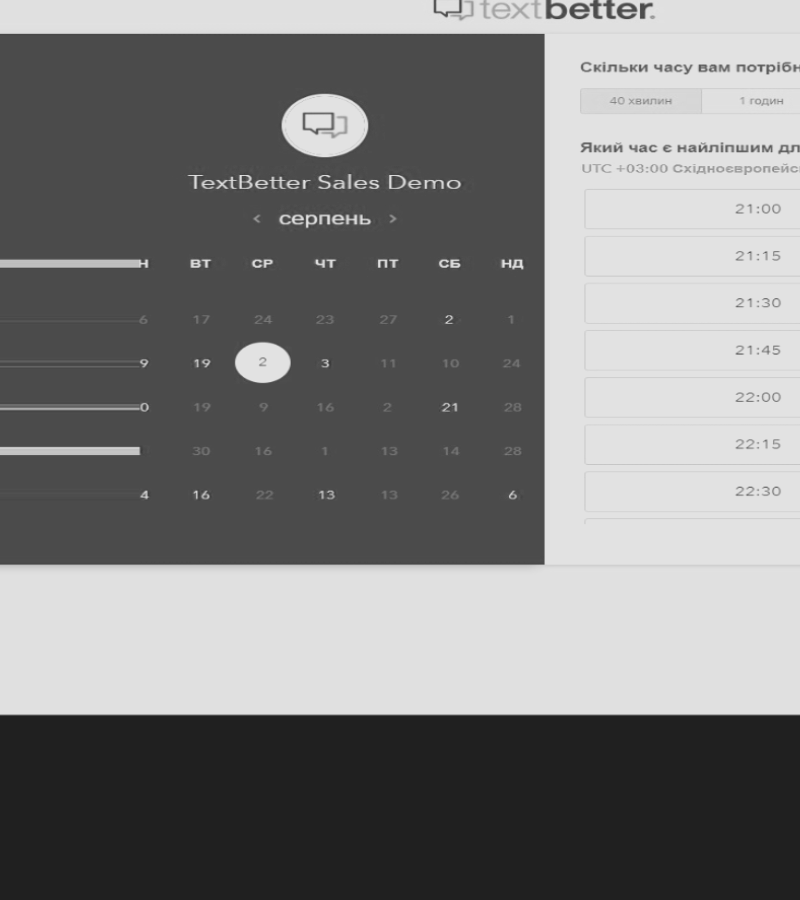 textbetter.
TextBetter Sales Demo
< серпень >
Н ВТ СР ЧТ ПТ СБ НД
6 17 24 23 27 2 1
9 19 2 3 11 10 24
0 19 9 16 2 21 28
30 16 1 13 14 28
4 16 22 13 13 26 6
Скільки часу вам потрібн
40 хвилин 1 годин
Який час є найліпшим дл
UTC +03:00 Східноєвропейс
21:00
21:15
21:30
21:45
22:00
22:15
22:30